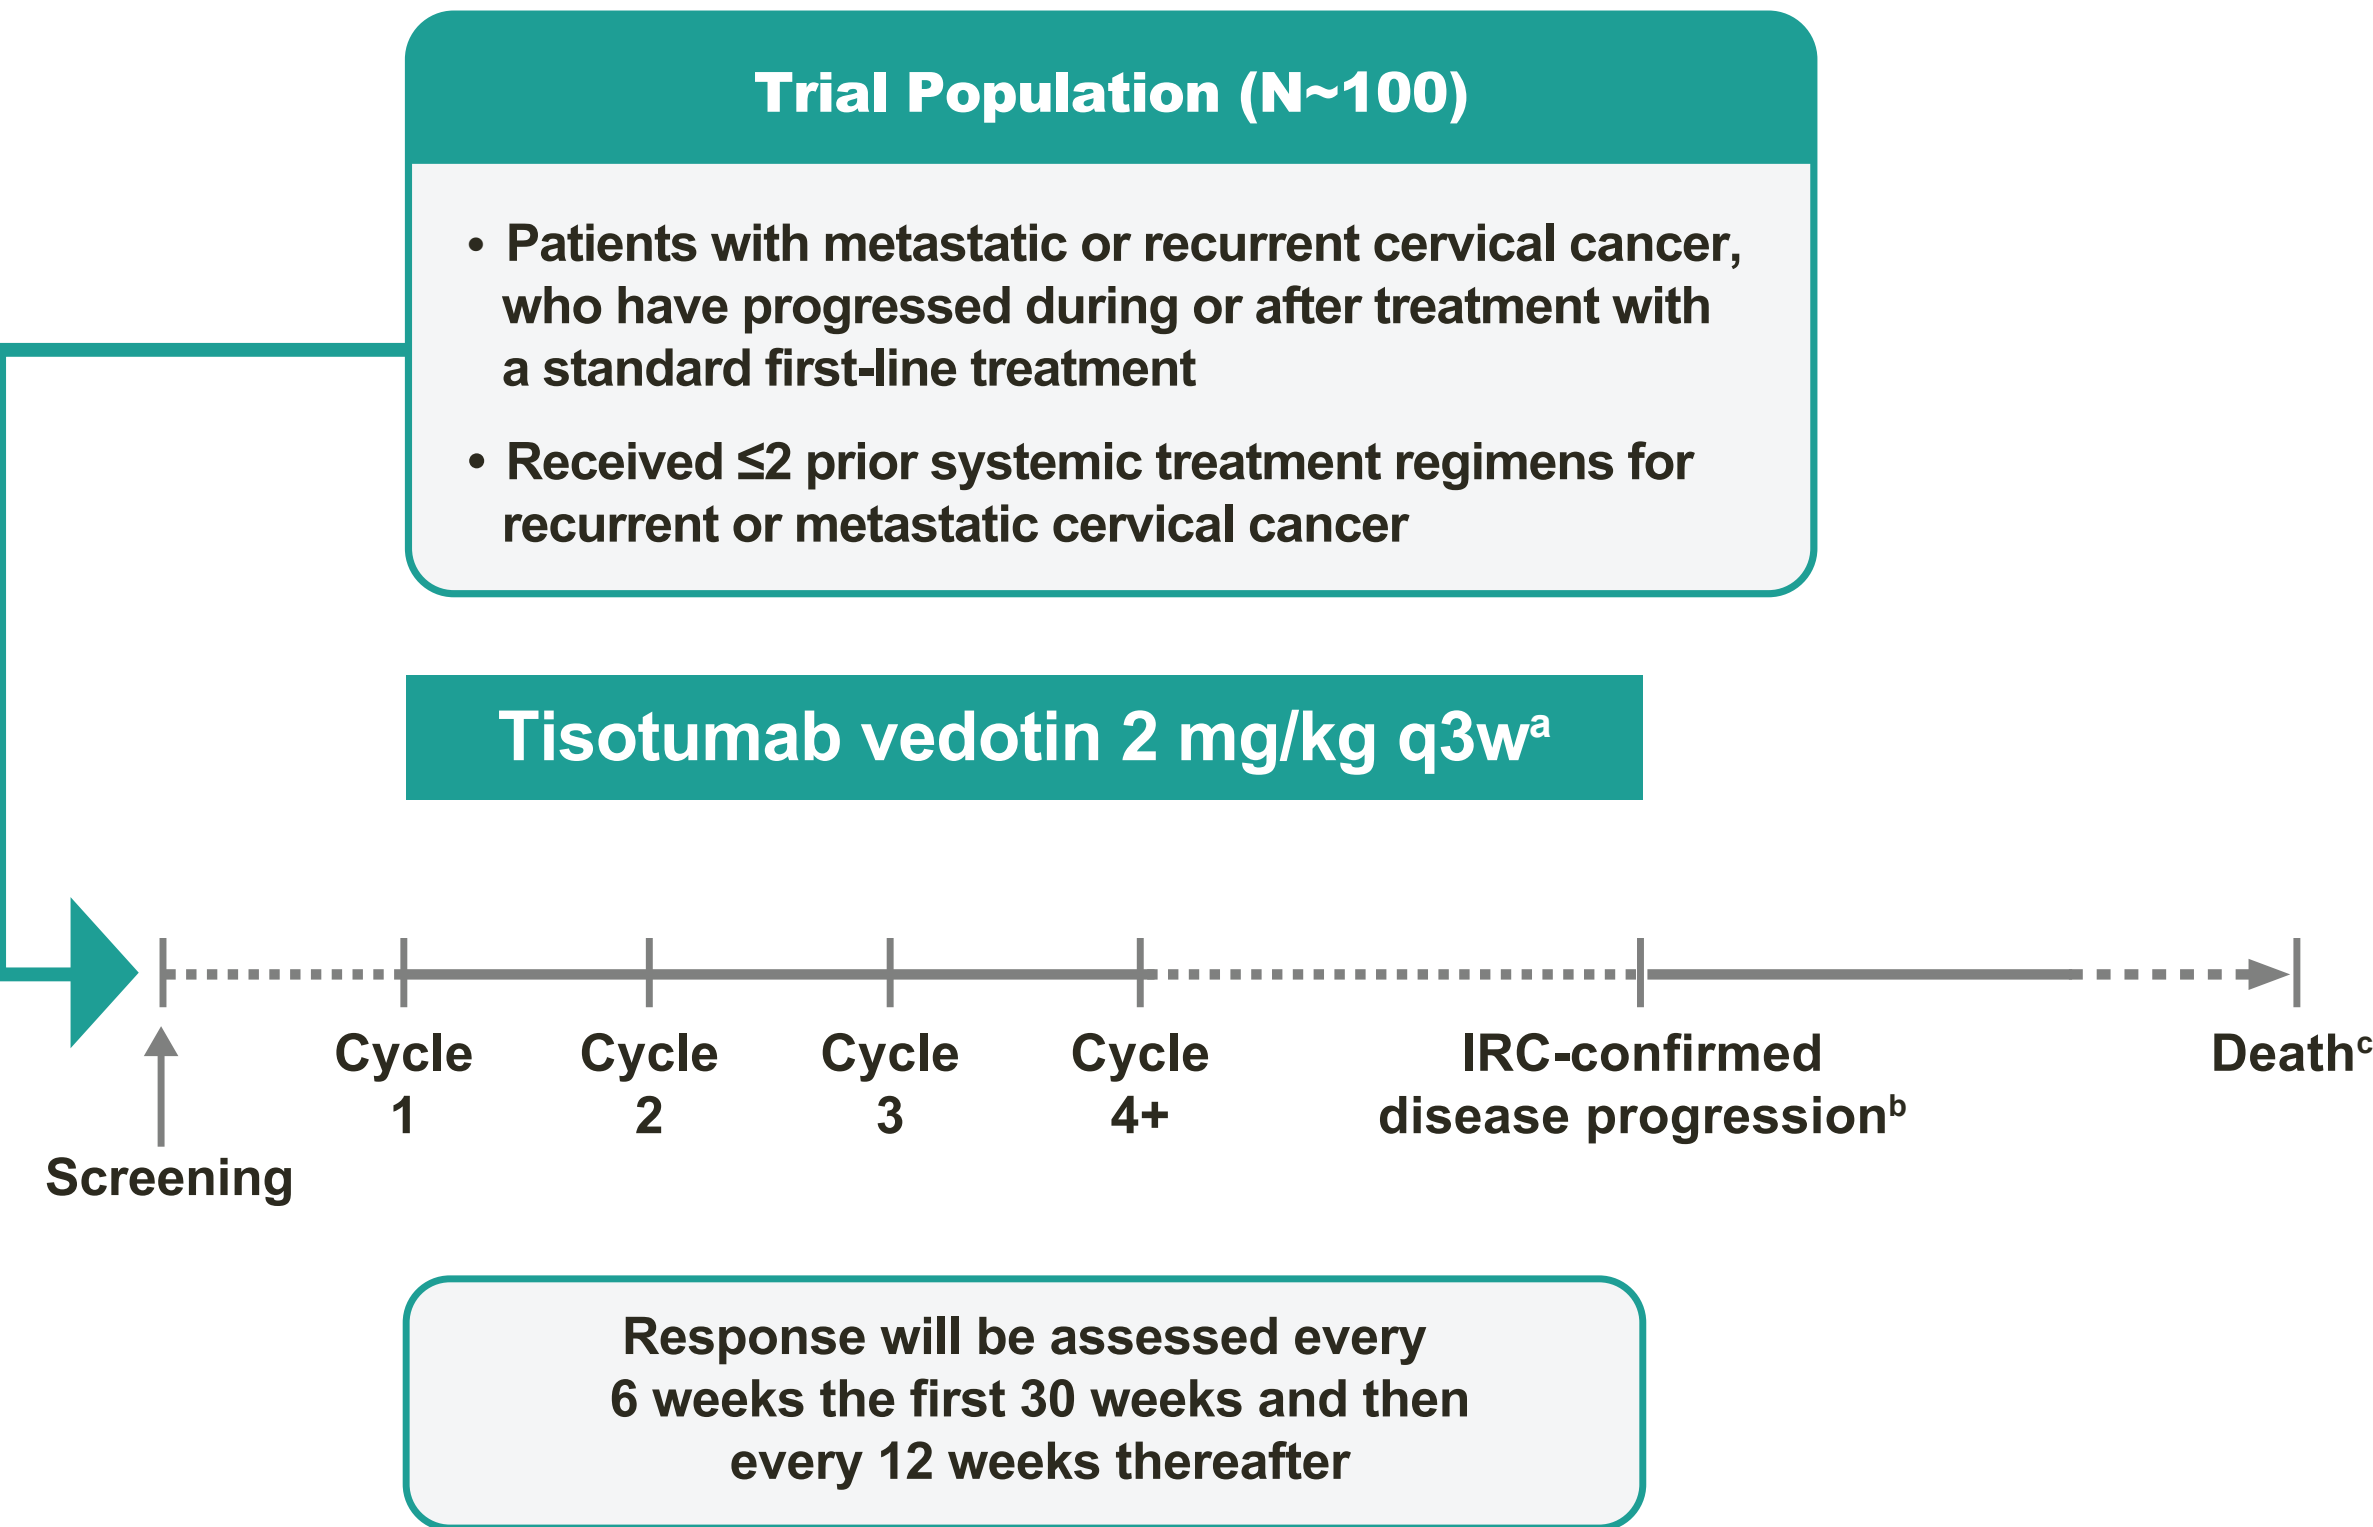 Trial Population (N~100)
• Patients with metastatic or recurrent cervical cancer,
who have progressed during or after treatment with
a standard first-line treatment
• Received ≤2 prior systemic treatment regimens for
recurrent or metastatic cervical cancer
Tisotumab vedotin 2 mg/kg q3wᵃ
Screening
Cycle
1
Cycle
2
Cycle
3
Cycle
4+
IRC-confirmed
disease progressionᵇ
Deathᶜ
Response will be assessed every
6 weeks the first 30 weeks and then
every 12 weeks thereafter